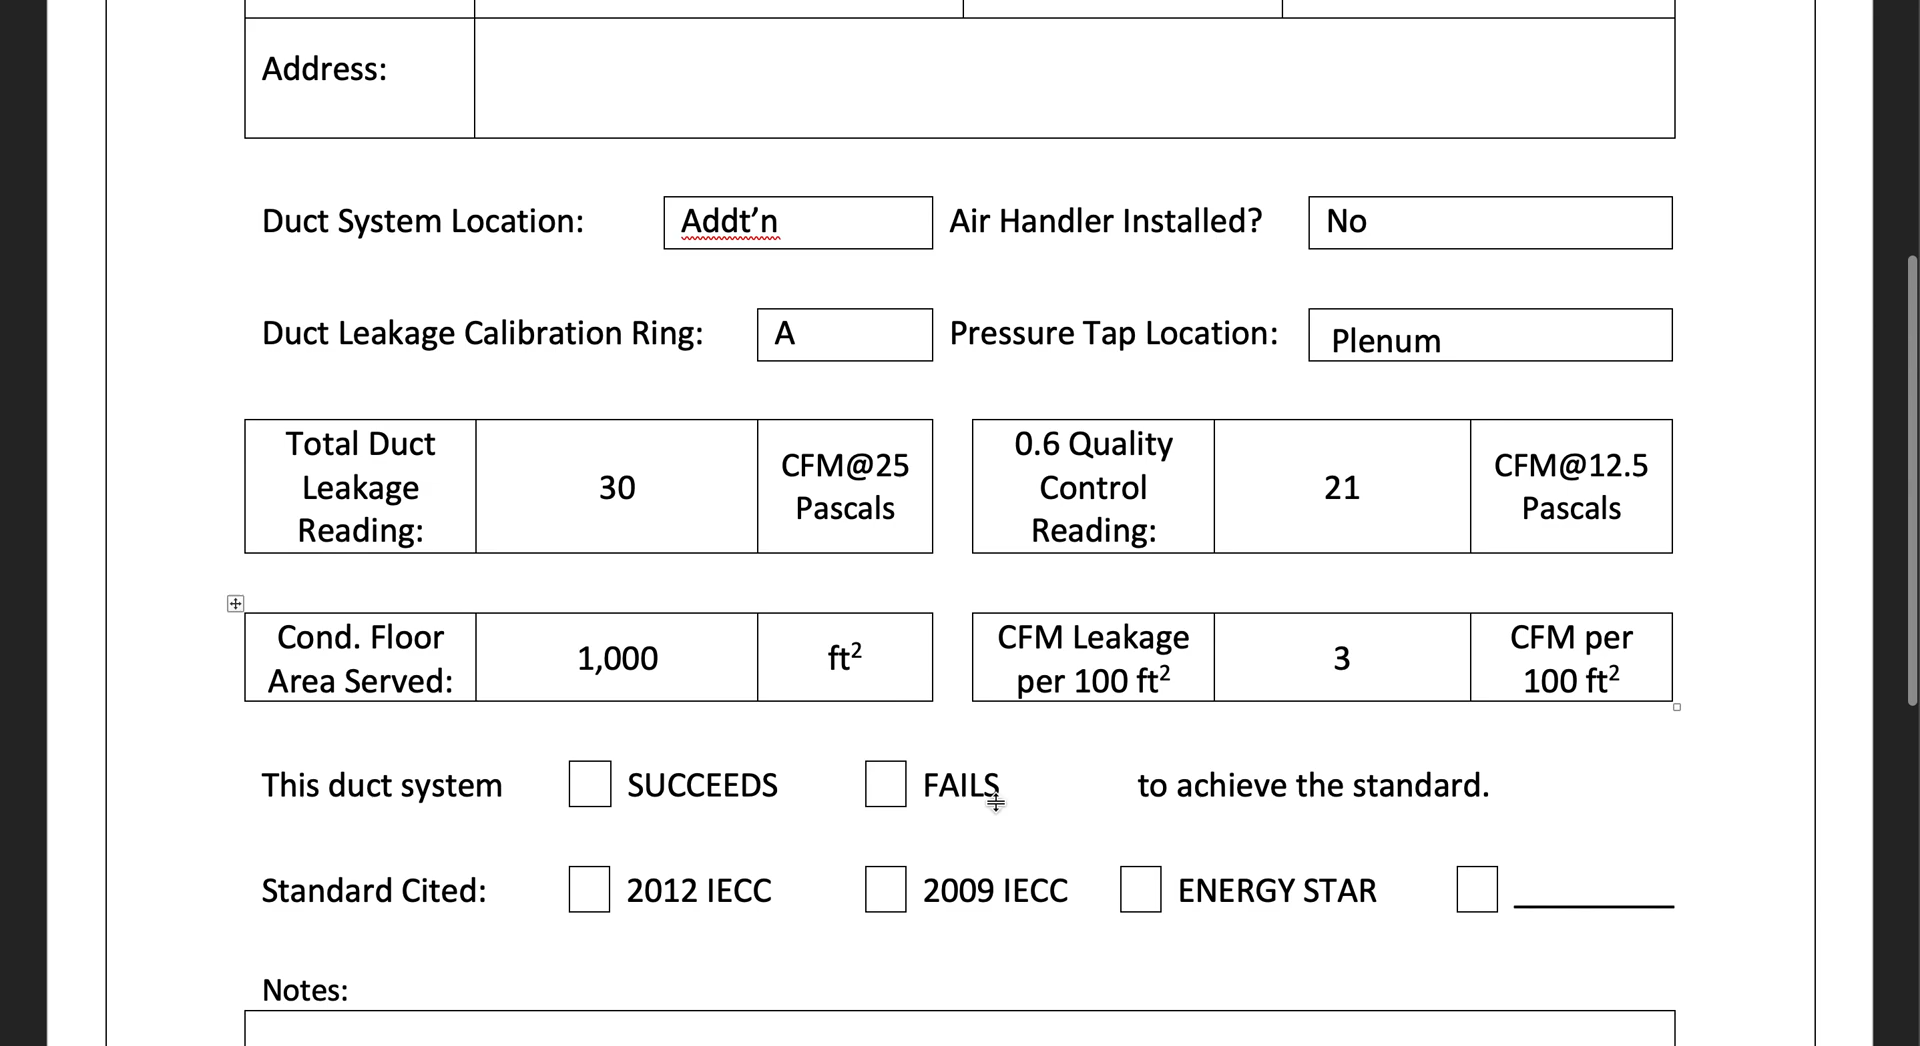 Address:
Duct System Location: Addt’n Air Handler Installed? No
Duct Leakage Calibration Ring: A Pressure Tap Location: Plenum
Total Duct
Leakage
Reading:
30
CFM@25
Pascals
0.6 Quality
Control
Reading:
21
CFM@12.5
Pascals
Cond. Floor
Area Served:
1,000
ft²
CFM Leakage
per 100 ft²
3
CFM per
100 ft²
This duct system SUCCEEDS FAILS to achieve the standard.
Standard Cited: 2012 IECC 2009 IECC ENERGY STAR
Notes: